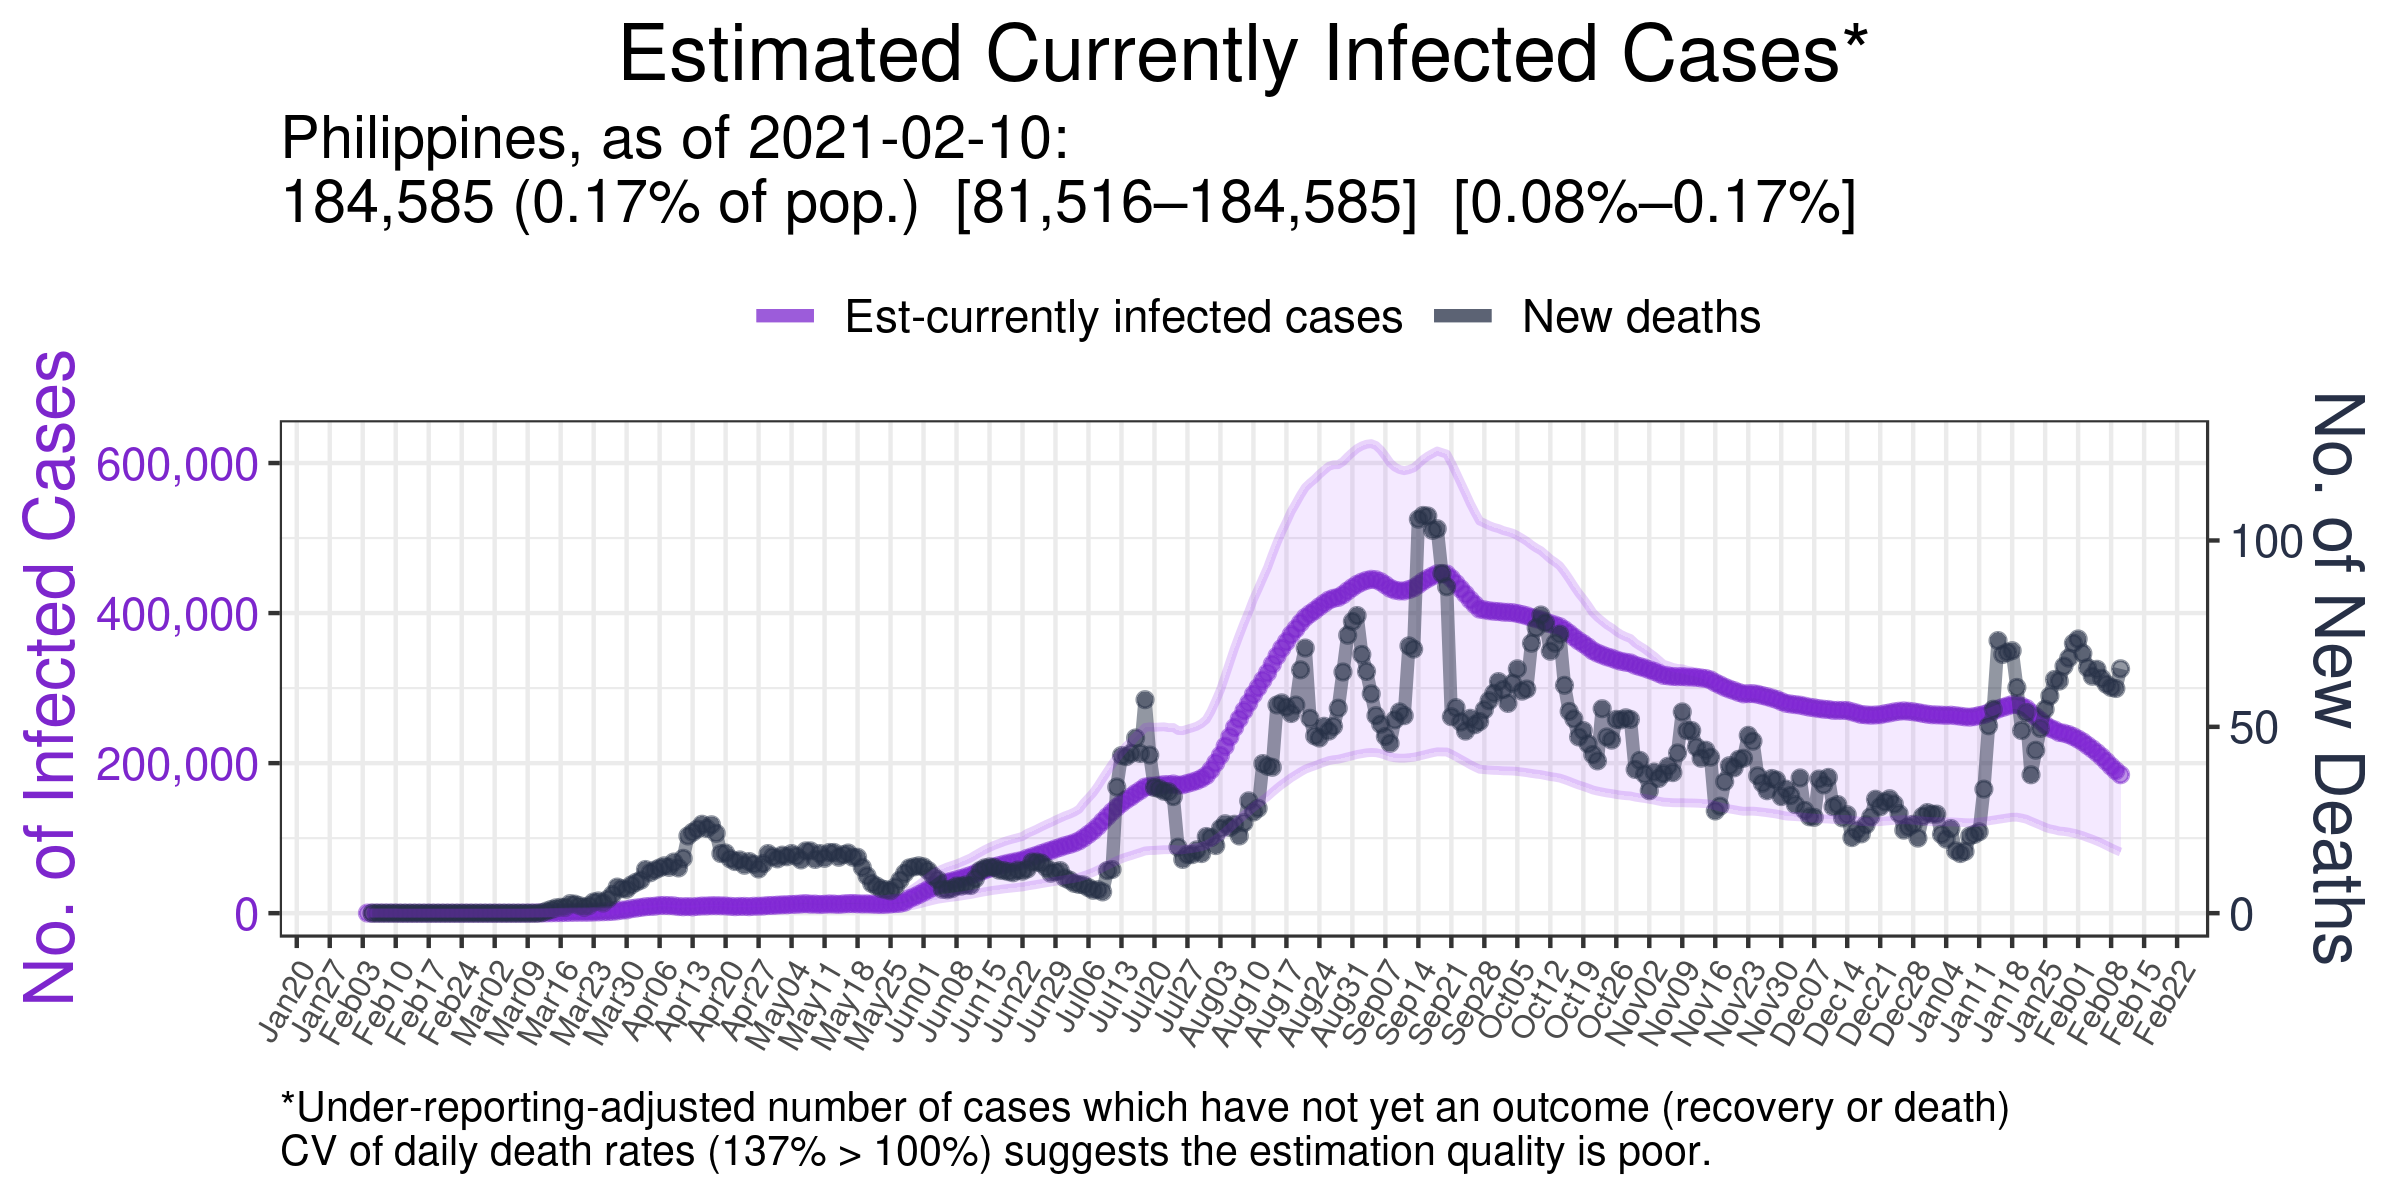 Estimated Currently Infected Cases*
Philippines, as of 2021-02-10:
184,585 (0.17% of pop.)  [81,516–184,585]  [0.08%–0.17%]
Est-currently infected cases
New deaths
No. of Infected Cases
600,000
400,000
200,000
0
100
50
0
No. of New Deaths
Jan20
Jan27
Feb03
Feb10
Feb17
Feb24
Mar02
Mar09
Mar16
Mar23
Mar30
Apr06
Apr13
Apr20
Apr27
May04
May11
May18
May25
Jun01
Jun08
Jun15
Jun22
Jun29
Jul06
Jul13
Jul20
Jul27
Aug03
Aug10
Aug17
Aug24
Aug31
Sep07
Sep14
Sep21
Sep28
Oct05
Oct12
Oct19
Oct26
Nov02
Nov09
Nov16
Nov23
Nov30
Dec07
Dec14
Dec21
Dec28
Jan04
Jan11
Jan18
Jan25
Feb01
Feb08
Feb15
Feb22
*Under-reporting-adjusted number of cases which have not yet an outcome (recovery or death)
CV of daily death rates (137% > 100%) suggests the estimation quality is poor.